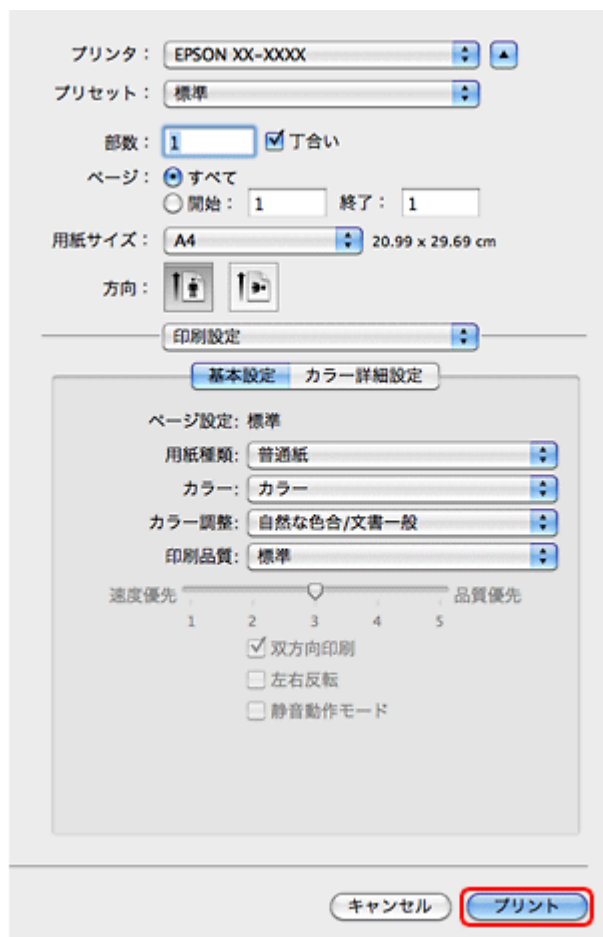 プリンタ： EPSON XX-XXXX
プリセット： 標準
部数： 1 丁合い
ページ： すべて
開始： 1 終了： 1
用紙サイズ： A4 20.99 x 29.69 cm
方向：
印刷設定
基本設定 カラー詳細設定
ページ設定: 標準
用紙種類: 普通紙
カラー: カラー
カラー調整: 自然な色合/文書一般
印刷品質: 標準
速度優先 品質優先
1 2 3 4 5
双方向印刷
左右反転
静音動作モード
キャンセル プリント